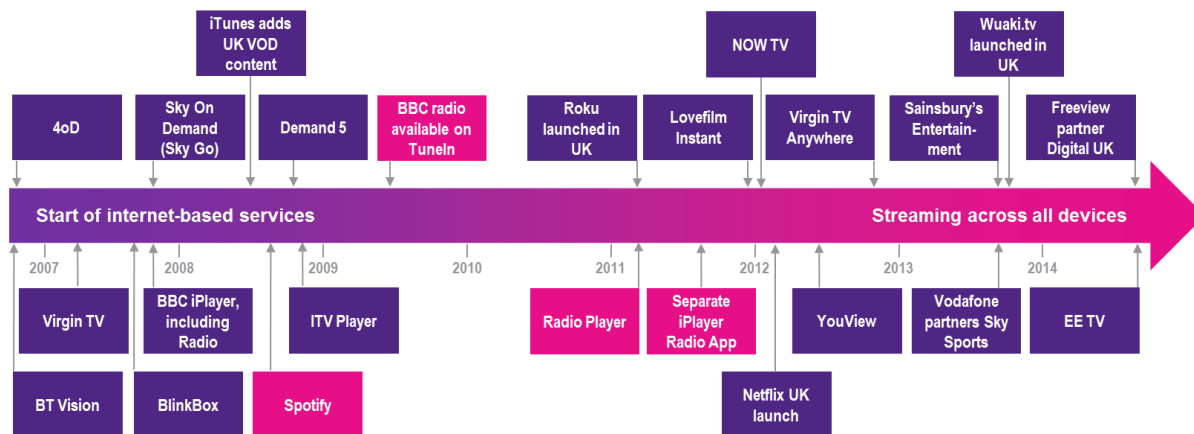 iTunes adds
UK VOD
content
NOW TV
Wuaki.tv
launched in
UK
4oD
Sky On
Demand
(Sky Go)
Demand 5
BBC radio
available on
TuneIn
Roku
launched in
UK
Lovefilm
Instant
Virgin TV
Anywhere
Sainsbury's
Entertain-
ment
Freeview
partner
Digital UK
Start of internet-based services
Streaming across all devices
2007
2008
2009
2010
2011
2012
2013
2014
Virgin TV
BBC iPlayer,
including
Radio
ITV Player
Radio Player
Separate
iPlayer
Radio App
YouView
Vodafone
partners Sky
Sports
EE TV
BT Vision
BlinkBox
Spotify
Netflix UK
launch